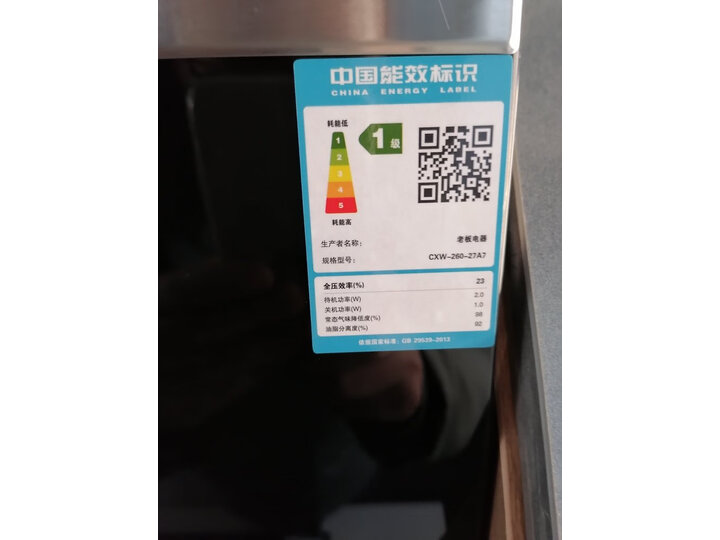 中国能效标识
CHINA ENERGY LABEL
耗能低
1
2
3
4
5
耗能高
1级
生产者名称： 老板电器
规格型号： CXW-260-27A7
全压效率(%) 23
待机功率(W) 2.0
关机功率(W) 1.0
常态气味降低度(%) 98
油脂分离度(%) 92
依据国家标准：GB 29539-2013